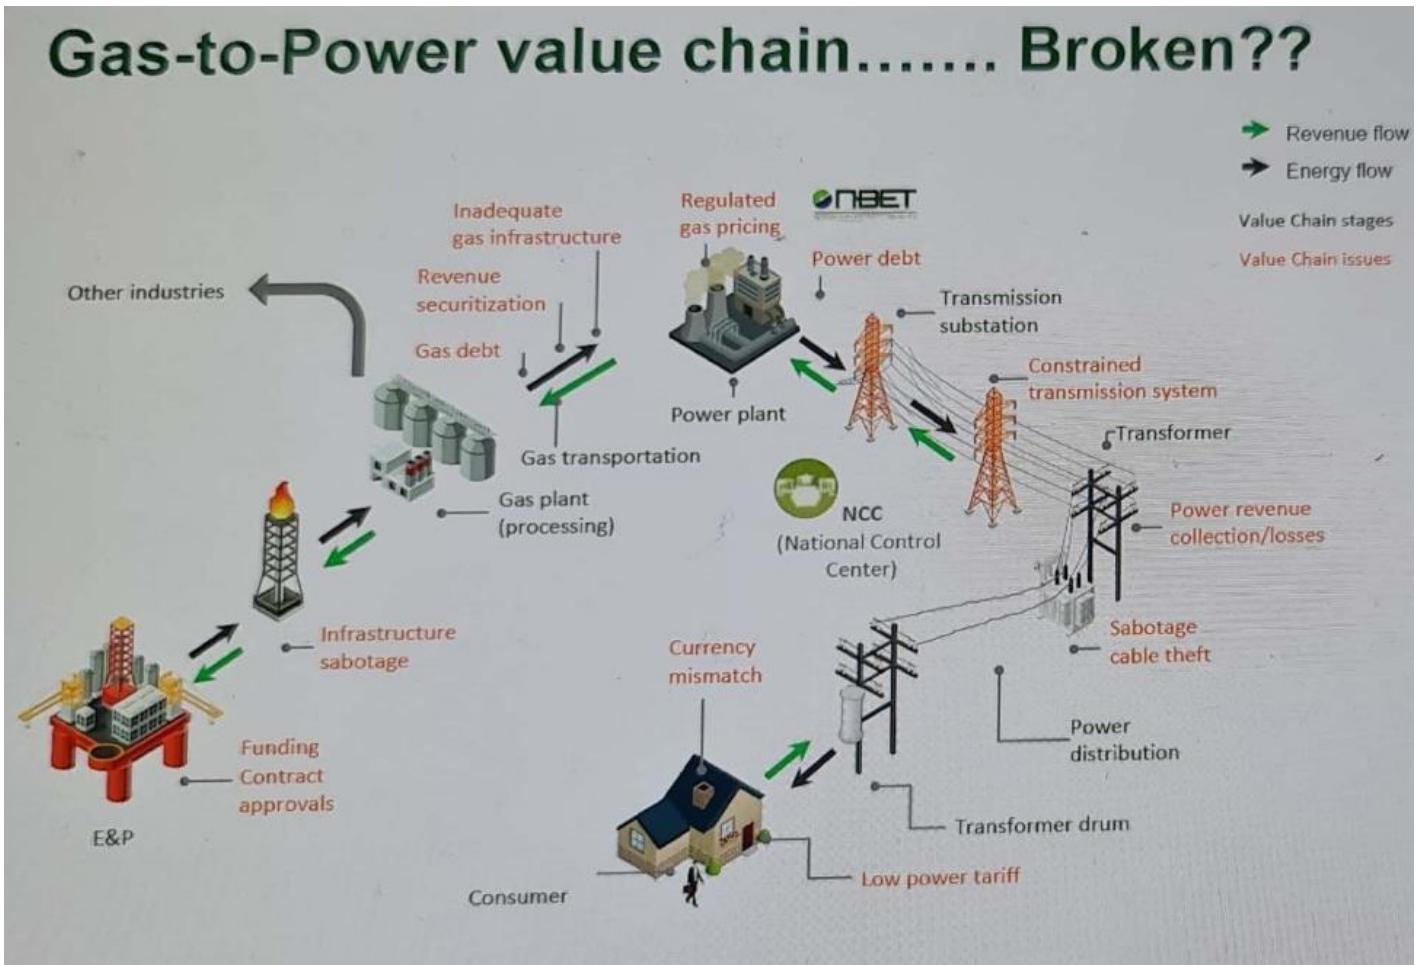 Gas-to-Power value chain....... Broken??
Revenue flow
Energy flow
Value Chain stages
Value Chain issues
Inadequate
gas infrastructure
Revenue
securitization
Gas debt
Other industries
Regulated
gas pricing
NBET
Power debt
Transmission
substation
Constrained
transmission system
Transformer
Power plant
Gas transportation
Gas plant
(processing)
NCC
(National Control
Center)
Power revenue
collection/losses
Infrastructure
sabotage
Sabotage
cable theft
Currency
mismatch
Funding
Contract
approvals
E&P
Power
distribution
Transformer drum
Low power tariff
Consumer